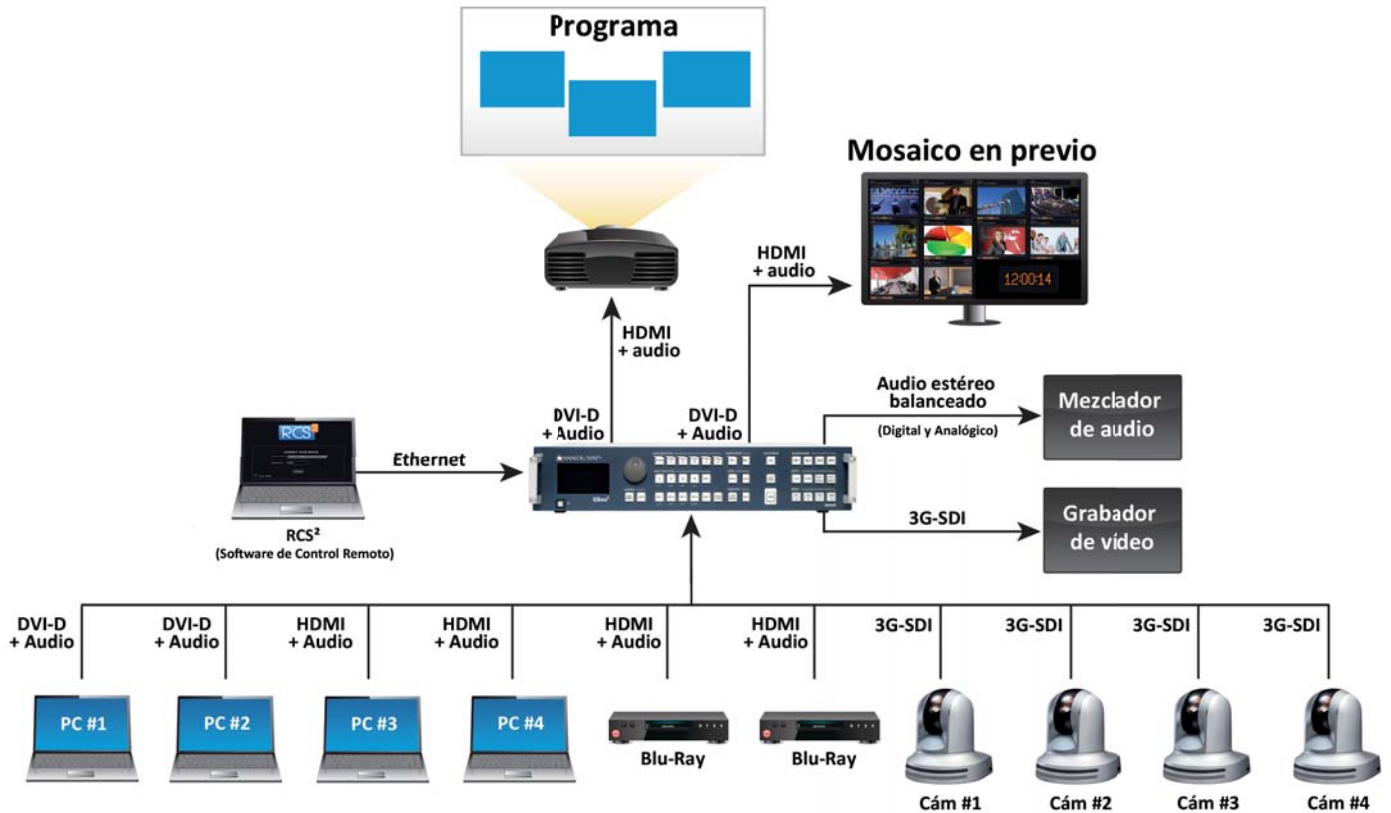 Programa
Mosaico en previo
12:00:14
HDMI
+ audio
HDMI
+ audio
DVI-D
+ Audio
DVI-D
+ Audio
Audio estéreo
balanceado
(Digital y Analógico)
Mezclador
de audio
RCS²
Ethernet
ANALOG WAY
3G-SDI
Grabador
de vídeo
RCS²
(Software de Control Remoto)
DVI-D
+ Audio
DVI-D
+ Audio
HDMI
+ Audio
HDMI
+ Audio
HDMI
+ Audio
HDMI
+ Audio
3G-SDI
3G-SDI
3G-SDI
3G-SDI
PC #1
PC #2
PC #3
PC #4
Blu-Ray
Blu-Ray
Cám #1
Cám #2
Cám #3
Cám #4